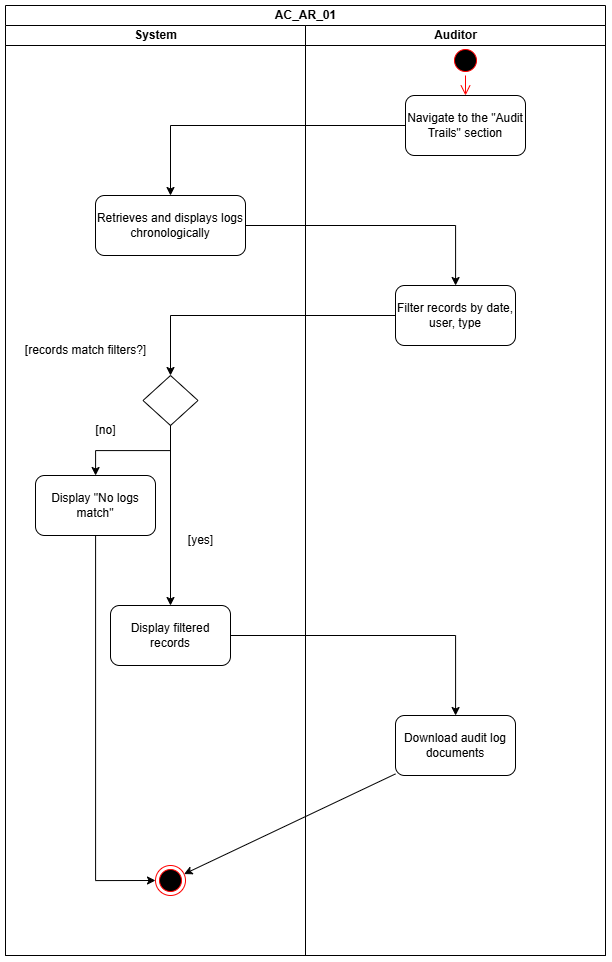 AC_AR_01
System
Auditor
Navigate to the "Audit
Trails" section
Retrieves and displays logs
chronologically
Filter records by date,
user, type
[records match filters?]
[no]
Display "No logs
match"
[yes]
Display filtered
records
Download audit log
documents